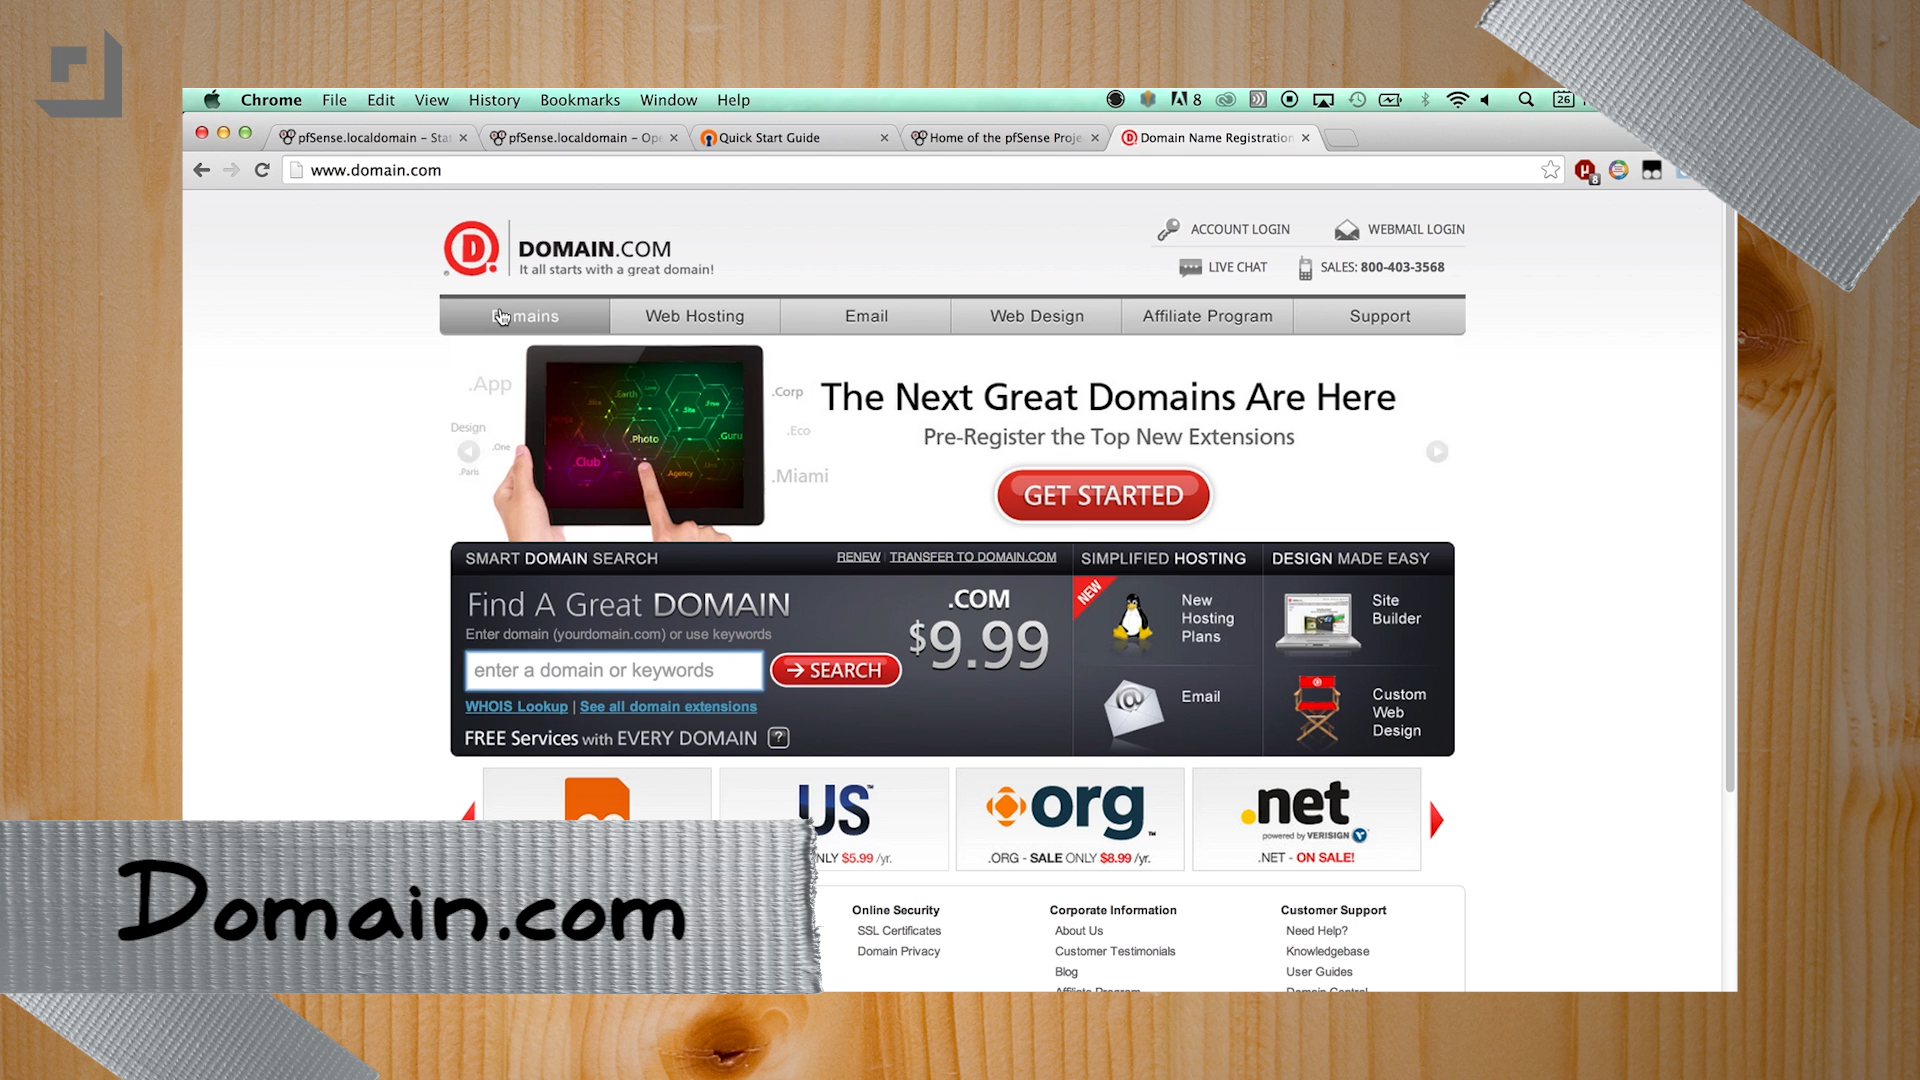 Chrome File Edit View History Bookmarks Window Help
8
26
pfSense.localdomain – Sta
pfSense.localdomain – Ope
Quick Start Guide
Home of the pfSense Proje
Domain Name Registration
www.domain.com
8
ACCOUNT LOGIN
WEBMAIL LOGIN
DOMAIN.COM
It all starts with a great domain!
LIVE CHAT
SALES: 800-403-3568
Domains
Web Hosting
Email
Web Design
Affiliate Program
Support
.App
Design
.One
.Paris
.Earth
.Site
.Free
.Photo
.Guru
.Club
.Agency
.Corp
.Eco
.Miami
The Next Great Domains Are Here
Pre-Register the Top New Extensions
GET STARTED
SMART DOMAIN SEARCH
RENEW | TRANSFER TO DOMAIN.COM
SIMPLIFIED HOSTING
DESIGN MADE EASY
Find A Great DOMAIN
Enter domain (yourdomain.com) or use keywords
enter a domain or keywords
SEARCH
.COM
$9.99
WHOIS Lookup | See all domain extensions
FREE Services with EVERY DOMAIN ?
NEW
New
Hosting
Plans
Email
Site
Builder
Custom
Web
Design
US™
NLY $5.99 /yr.
org™
.ORG - SALE ONLY $8.99 /yr.
.net
powered by VERISIGN
.NET - ON SALE!
Domain.com
Online Security
SSL Certificates
Domain Privacy
Corporate Information
About Us
Customer Testimonials
Blog
Affiliate Program
Customer Support
Need Help?
Knowledgebase
User Guides
Domain Central